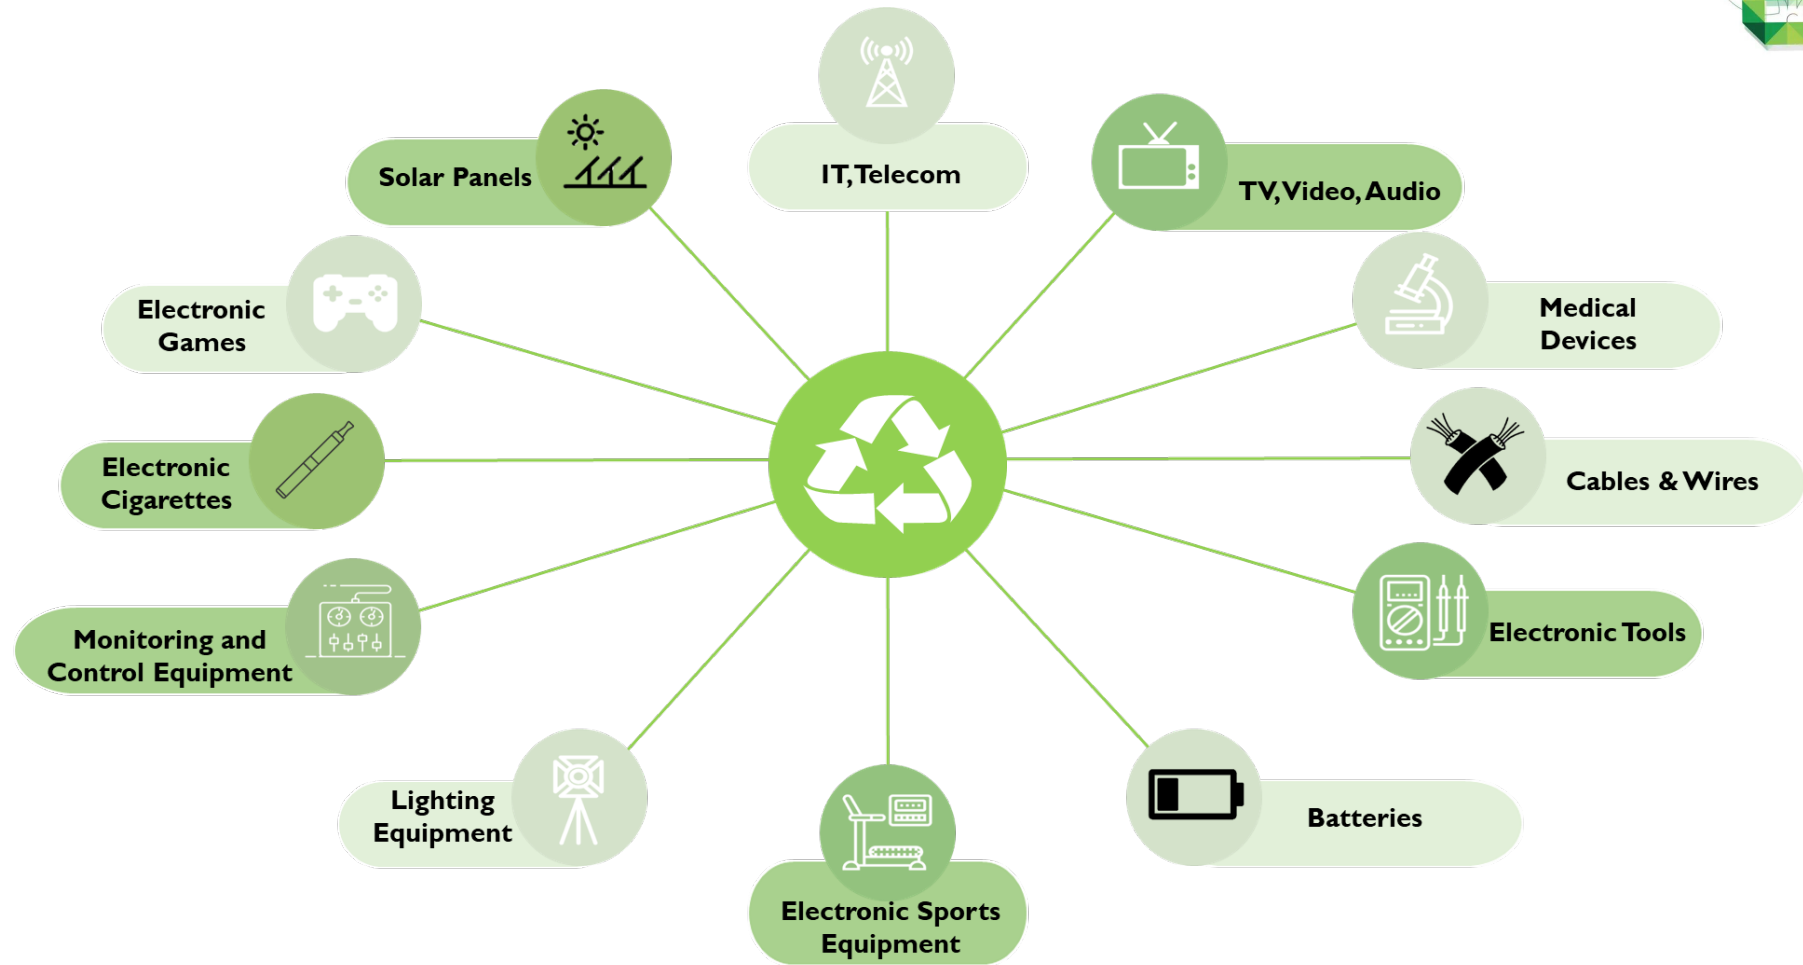 IT, Telecom
Solar Panels
TV, Video, Audio
Electronic
Games
Medical
Devices
Electronic
Cigarettes
Cables & Wires
Monitoring and
Control Equipment
Electronic Tools
Lighting
Equipment
Batteries
Electronic Sports
Equipment